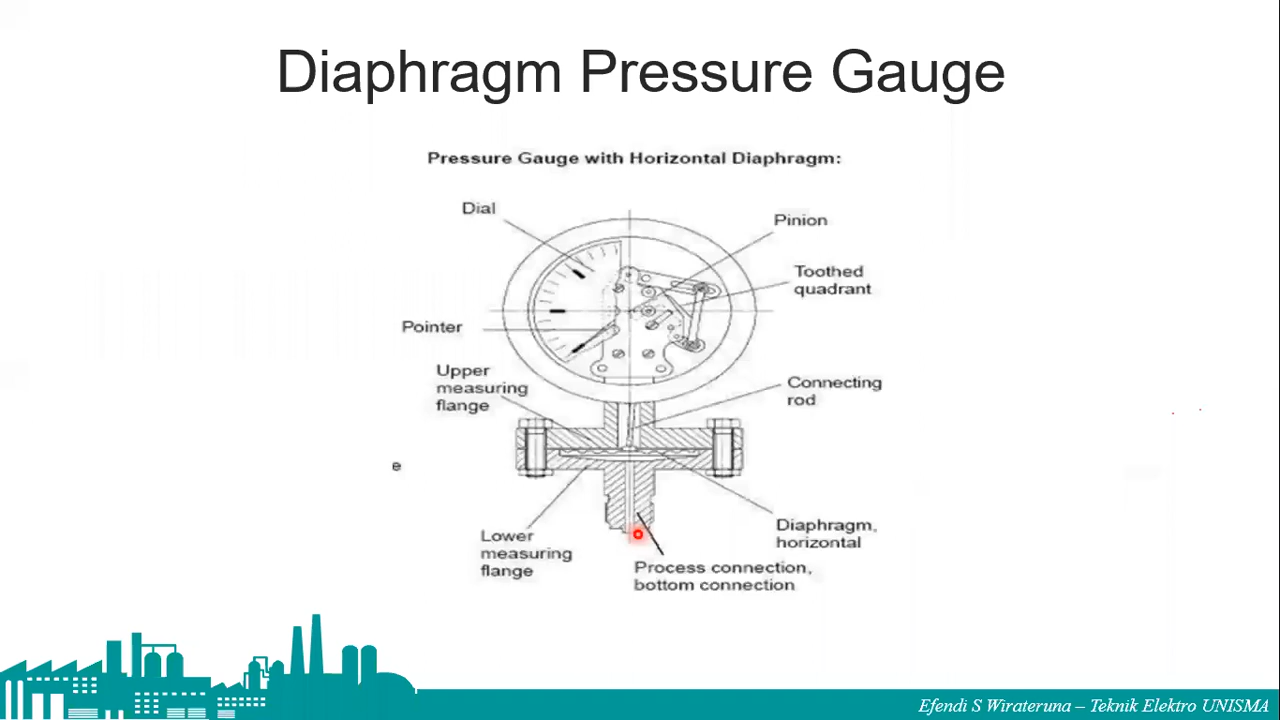 Diaphragm Pressure Gauge
Pressure Gauge with Horizontal Diaphragm:
Dial
Pinion
Toothed
quadrant
Pointer
Upper
measuring
flange
Connecting
rod
e
Diaphragm,
horizontal
Lower
measuring
flange
Process connection,
bottom connection
Efendi S Wirateruna – Teknik Elektro UNISMA